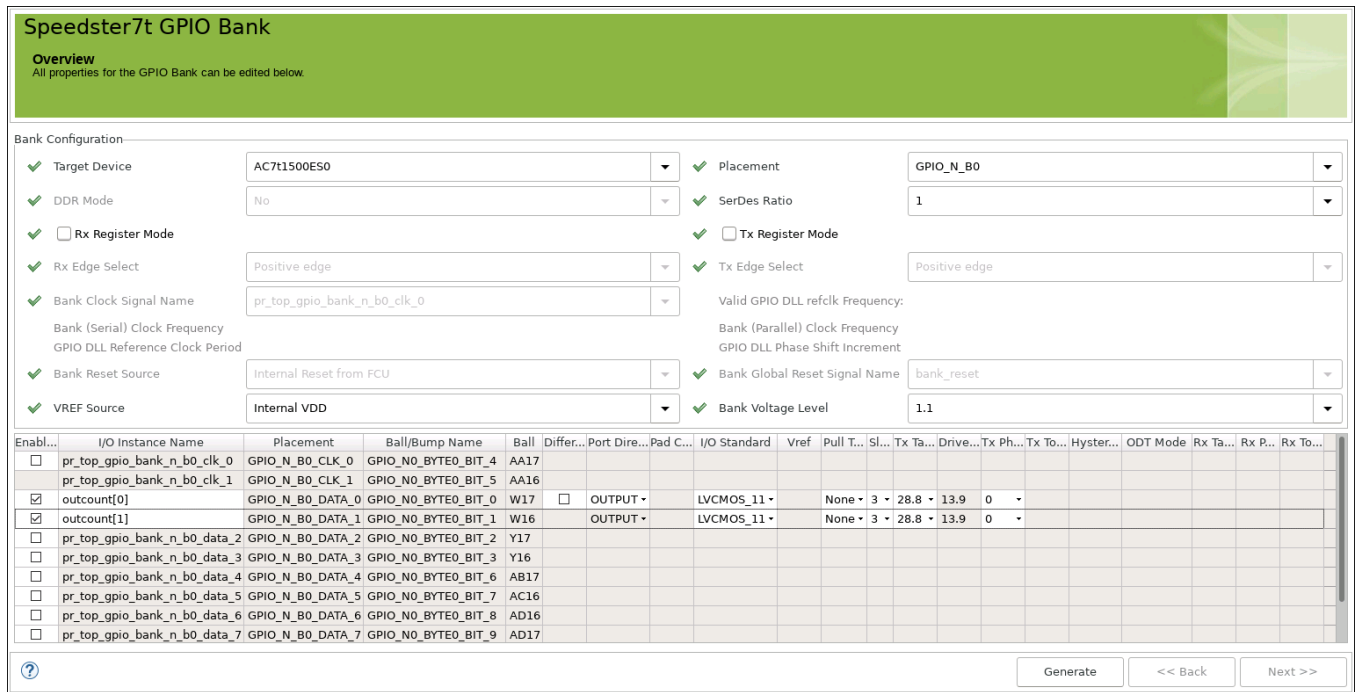 Speedster7t GPIO Bank
Overview
All properties for the GPIO Bank can be edited below.
Bank Configuration
Target Device AC7t1500ES0 Placement GPIO_N_B0
DDR Mode No SerDes Ratio 1
Rx Register Mode Tx Register Mode
Rx Edge Select Positive edge Tx Edge Select Positive edge
Bank Clock Signal Name pr_top_gpio_bank_n_b0_clk_0 Valid GPIO DLL refclk Frequency:
Bank (Serial) Clock Frequency Bank (Parallel) Clock Frequency
GPIO DLL Reference Clock Period GPIO DLL Phase Shift Increment
Bank Reset Source Internal Reset from FCU Bank Global Reset Signal Name bank_reset
VREF Source Internal VDD Bank Voltage Level 1.1
Enabl... I/O Instance Name Placement Ball/Bump Name Ball Differ... Port Dire... Pad C... I/O Standard Vref Pull T... Sl... Tx Ta... Drive... Tx Ph... Tx To... Hyster... ODT Mode Rx Ta... Rx P... Rx To...
pr_top_gpio_bank_n_b0_clk_0 GPIO_N_B0_CLK_0 GPIO_N0_BYTE0_BIT_4 AA17
pr_top_gpio_bank_n_b0_clk_1 GPIO_N_B0_CLK_1 GPIO_N0_BYTE0_BIT_5 AA16
outcount[0] GPIO_N_B0_DATA_0 GPIO_N0_BYTE0_BIT_0 W17 OUTPUT LVCMOS_11 None 3 28.8 13.9 0
outcount[1] GPIO_N_B0_DATA_1 GPIO_N0_BYTE0_BIT_1 W16 OUTPUT LVCMOS_11 None 3 28.8 13.9 0
pr_top_gpio_bank_n_b0_data_2 GPIO_N_B0_DATA_2 GPIO_N0_BYTE0_BIT_2 Y17
pr_top_gpio_bank_n_b0_data_3 GPIO_N_B0_DATA_3 GPIO_N0_BYTE0_BIT_3 Y16
pr_top_gpio_bank_n_b0_data_4 GPIO_N_B0_DATA_4 GPIO_N0_BYTE0_BIT_6 AB17
pr_top_gpio_bank_n_b0_data_5 GPIO_N_B0_DATA_5 GPIO_N0_BYTE0_BIT_7 AC16
pr_top_gpio_bank_n_b0_data_6 GPIO_N_B0_DATA_6 GPIO_N0_BYTE0_BIT_8 AD16
pr_top_gpio_bank_n_b0_data_7 GPIO_N_B0_DATA_7 GPIO_N0_BYTE0_BIT_9 AD17
? Generate << Back Next >>